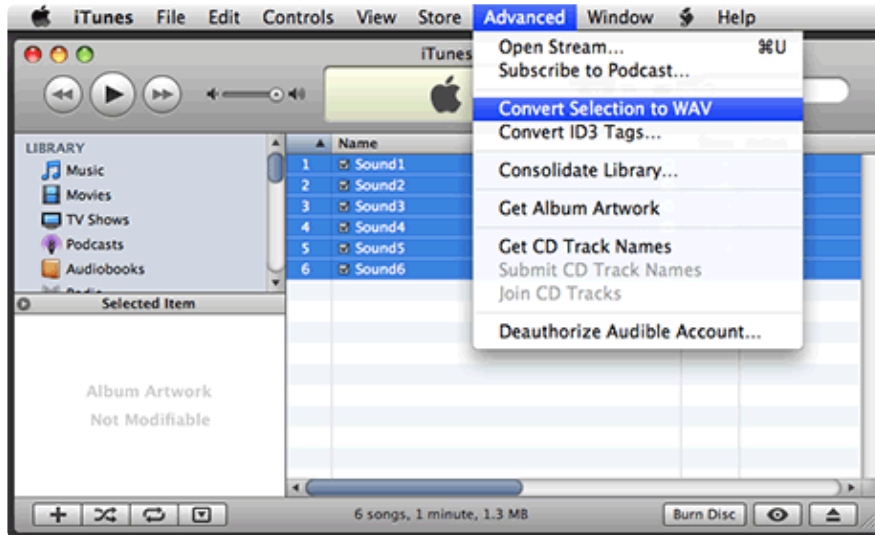 iTunes File Edit Controls View Store Advanced Window Help
iTunes
Open Stream... ⌘U
Subscribe to Podcast...
Convert Selection to WAV
Convert ID3 Tags...
Consolidate Library...
Get Album Artwork
Get CD Track Names
Submit CD Track Names
Join CD Tracks
Deauthorize Audible Account...
LIBRARY
Music
Movies
TV Shows
Podcasts
Audiobooks
Selected Item
Album Artwork
Not Modifiable
Name
1 Sound1
2 Sound2
3 Sound3
4 Sound4
5 Sound5
6 Sound6
6 songs, 1 minute, 1.3 MB
Burn Disc